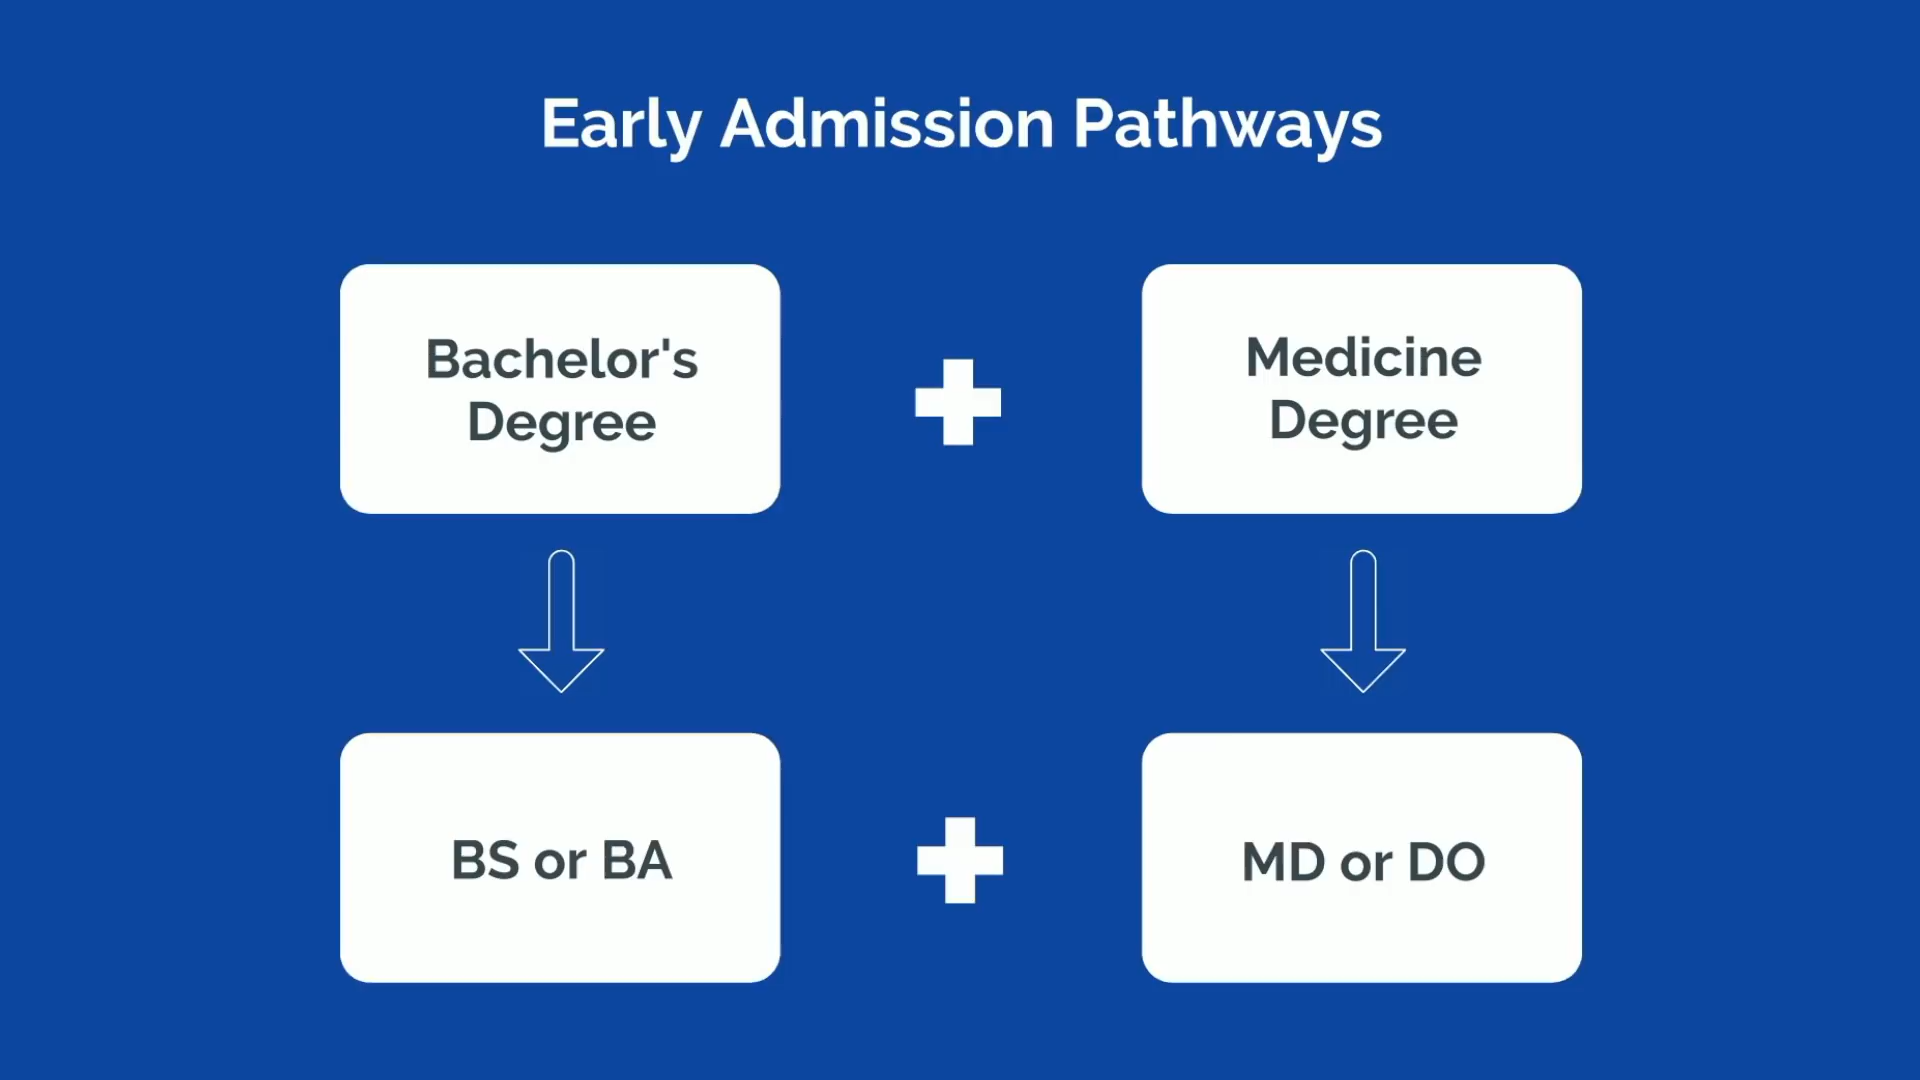 Early Admission Pathways
Bachelor's
Degree
Medicine
Degree
BS or BA
MD or DO